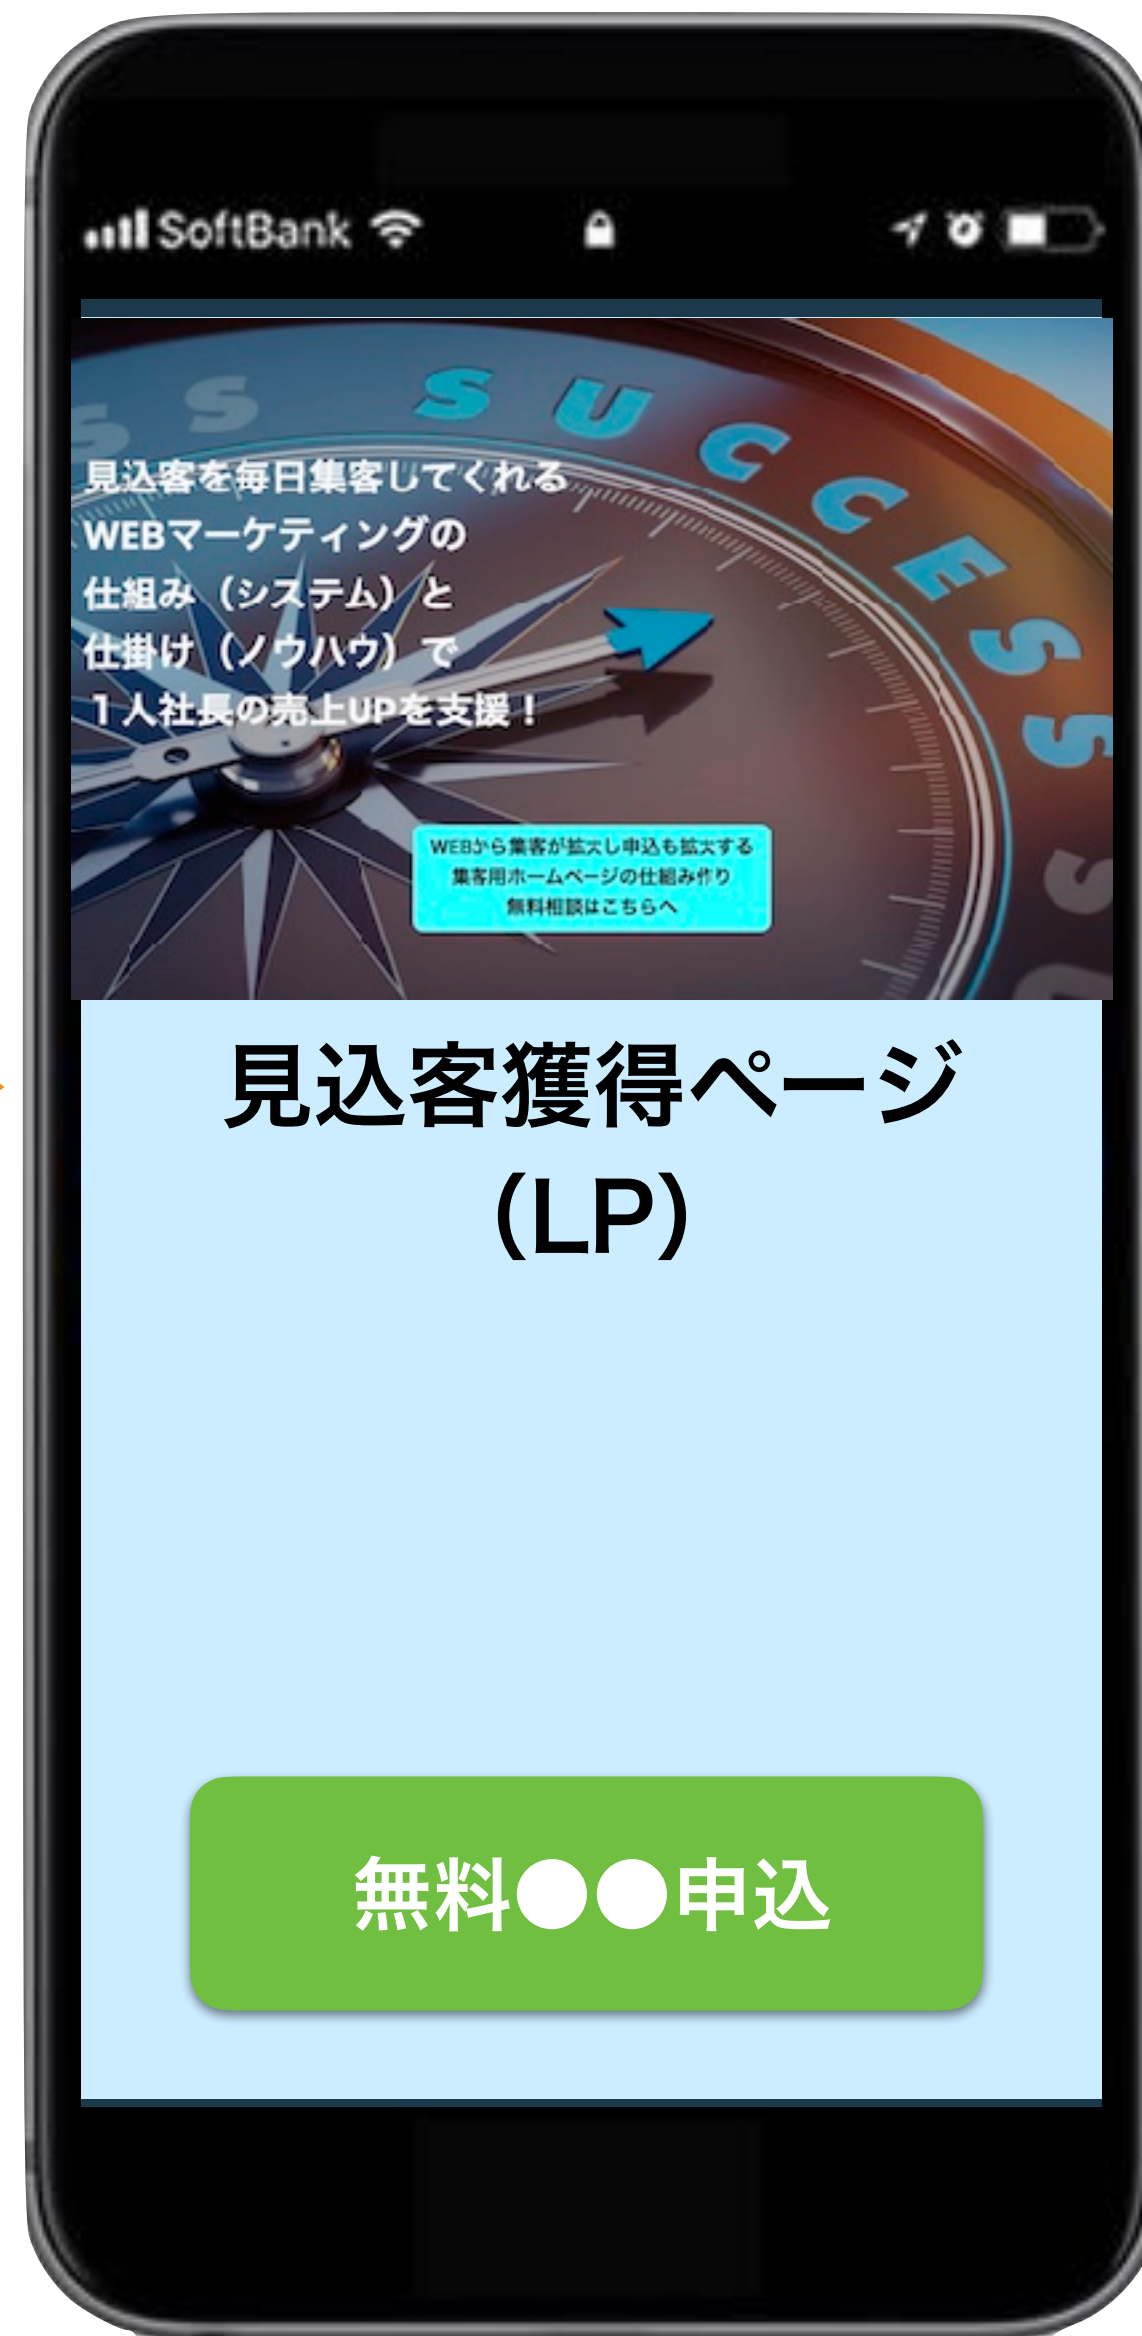 SoftBank
S S SUCCESS S U
見込客を毎日集客してくれる
WEBマーケティングの
仕組み（システム）と
仕掛け（ノウハウ）で
１人社長の売上UPを支援！
WEBから集客が拡大し申込も拡大する
集客用ホームページの仕組み作り
無料相談はこちらへ
見込客獲得ページ
（LP）
無料●●申込